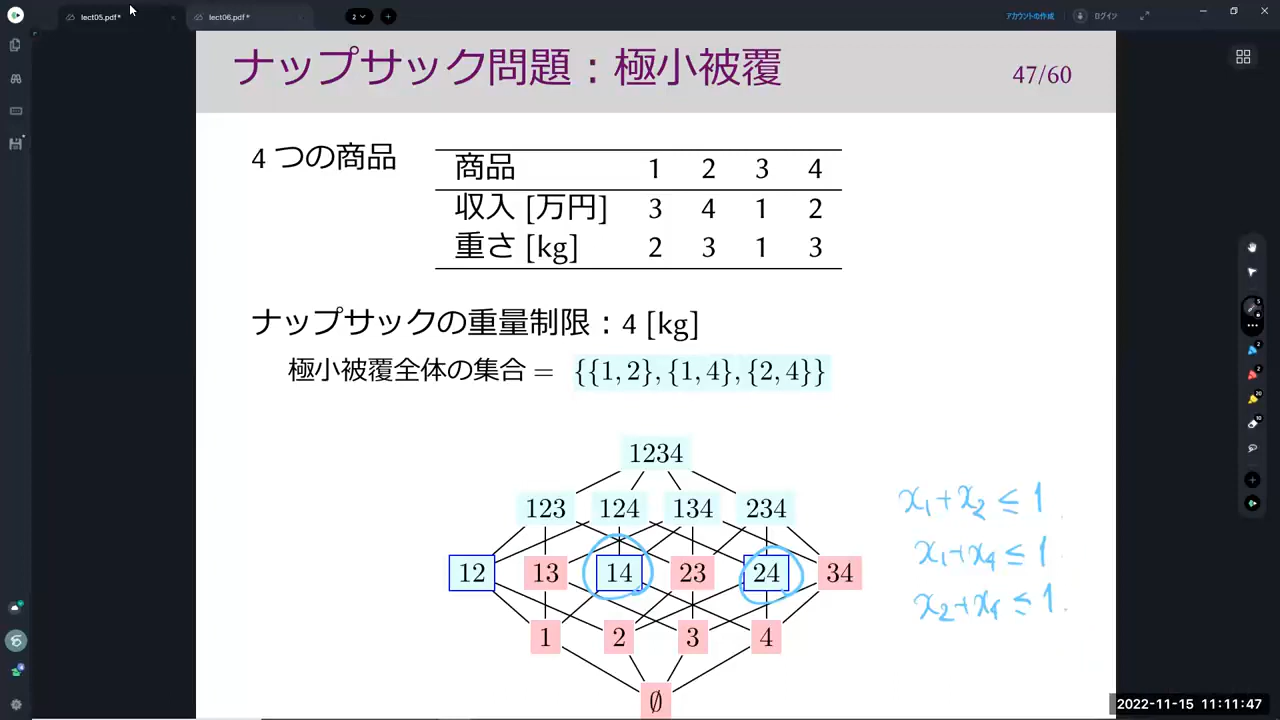 lect05.pdf*
lect06.pdf*
2
アカウントの作成
ログイン
ナップサック問題：極小被覆
47/60
4 つの商品
商品 1 2 3 4
収入 [万円] 3 4 1 2
重さ [kg] 2 3 1 3
ナップサックの重量制限：4 [kg]
極小被覆全体の集合 = {{1, 2}, {1, 4}, {2, 4}}
1234
123 124 134 234
12 13 14 23 24 34
1 2 3 4
∅
x₁+x₂ ≤ 1
x₁+x₄ ≤ 1
x₂+x₄ ≤ 1.
2022-11-15 11:11:47